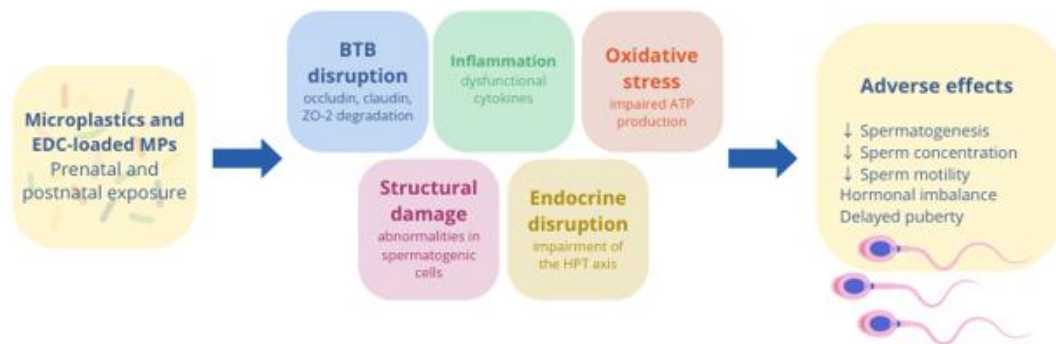 Microplastics and
EDC-loaded MPs
Prenatal and
postnatal exposure
BTB
disruption
occludin, claudin,
ZO-2 degradation
Inflammation
dysfunctional
cytokines
Oxidative
stress
impaired ATP
production
Structural
damage
abnormalities in
spermatogenic
cells
Endocrine
disruption
impairment of
the HPT axis
Adverse effects
↓ Spermatogenesis
↓ Sperm concentration
↓ Sperm motility
Hormonal imbalance
Delayed puberty